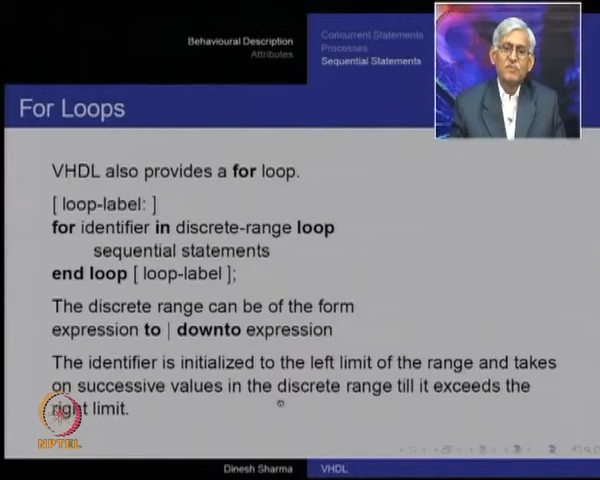 Behavioural Description
Attributes
Concurrent Statements
Processes
Sequential Statements
For Loops
VHDL also provides a for loop.
[ loop-label: ]
for identifier in discrete-range loop
sequential statements
end loop [ loop-label ];
The discrete range can be of the form
expression to | downto expression
The identifier is initialized to the left limit of the range and takes
on successive values in the discrete range till it exceeds the
right limit.
NPTEL
Dinesh Sharma
VHDL